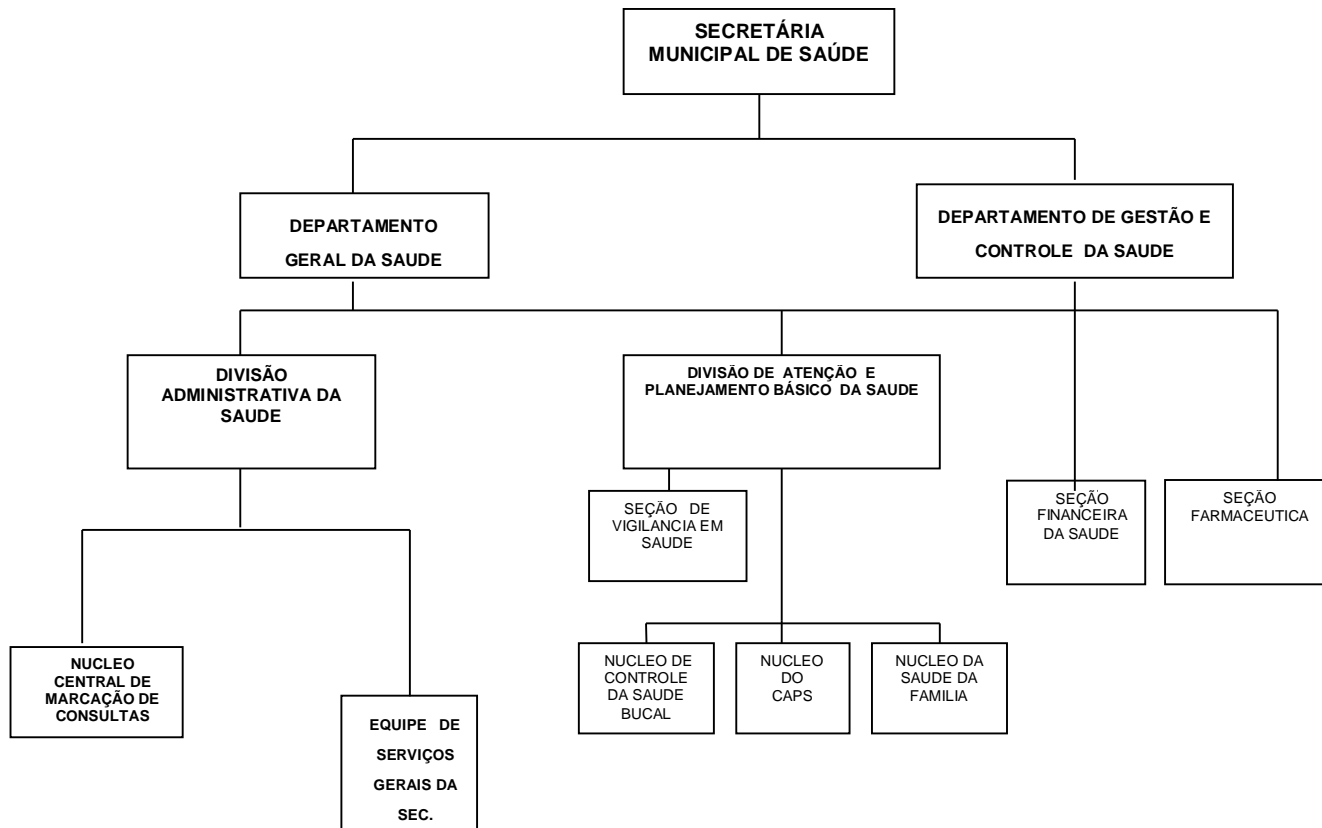 SECRETÁRIA
MUNICIPAL DE SAÚDE
DEPARTAMENTO
GERAL DA SAUDE
DEPARTAMENTO DE GESTÃO E
CONTROLE DA SAUDE
DIVISÃO
ADMINISTRATIVA DA
SAUDE
DIVISÃO DE ATENÇÃO E
PLANEJAMENTO BÁSICO DA SAUDE
SEÇÃO DE
VIGILANCIA EM
SAUDE
SEÇÃO
FINANCEIRA
DA SAUDE
SEÇÃO
FARMACEUTICA
NUCLEO
CENTRAL DE
MARCAÇÃO DE
CONSULTAS
EQUIPE DE
SERVIÇOS
GERAIS DA
SEC.
NUCLEO DE
CONTROLE
DA SAUDE
BUCAL
NUCLEO
DO
CAPS
NUCLEO DA
SAUDE DA
FAMILIA